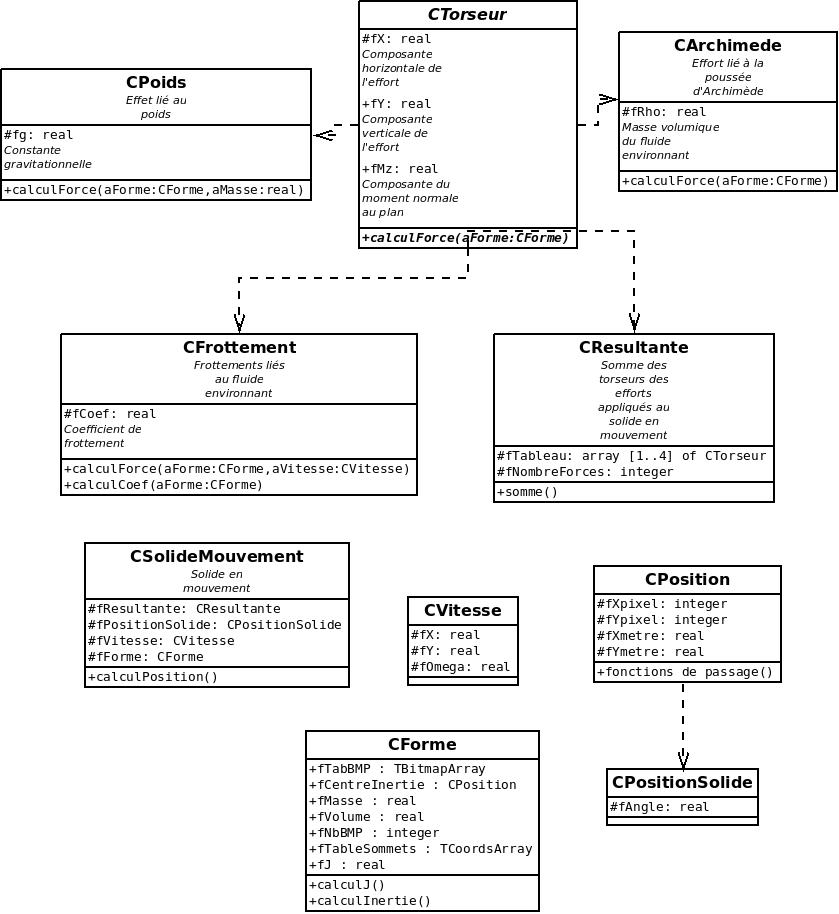 CTorseur
#fX: real
Composante
horizontale de
l'effort
+fY: real
Composante
verticale de
l'effort
+fMz: real
Composante du
moment normale
au plan
+calculForce(aForme:CForme)
CPoids
Effet lié au
poids
#fg: real
Constante
gravitationnelle
+calculForce(aForme:CForme,aMasse:real)
CArchimede
Effort lié à la
poussée
d'Archimède
#fRho: real
Masse volumique
du fluide
environnant
+calculForce(aForme:CForme)
CFrottement
Frottements liés
au fluide
environnant
#fCoef: real
Coefficient de
frottement
+calculForce(aForme:CForme,aVitesse:CVitesse)
+calculCoef(aForme:CForme)
CResultante
Somme des
torseurs des
efforts
appliqués au
solide en
mouvement
#fTableau: array [1..4] of CTorseur
#fNombreForces: integer
+somme()
CSolideMouvement
Solide en
mouvement
#fResultante: CResultante
#fPositionSolide: CPositionSolide
#fVitesse: CVitesse
#fForme: CForme
+calculPosition()
CVitesse
#fX: real
#fY: real
#fOmega: real
CPosition
#fXpixel: integer
#fYpixel: integer
#fXmetre: real
#fYmetre: real
+fonctions de passage()
CForme
+fTabBMP : TBitmapArray
+fCentreInertie : CPosition
+fMasse : real
+fVolume : real
+fNbBMP : integer
+fTableSommets : TCoordsArray
+fJ : real
+calculJ()
+calculInertie()
CPositionSolide
#fAngle: real